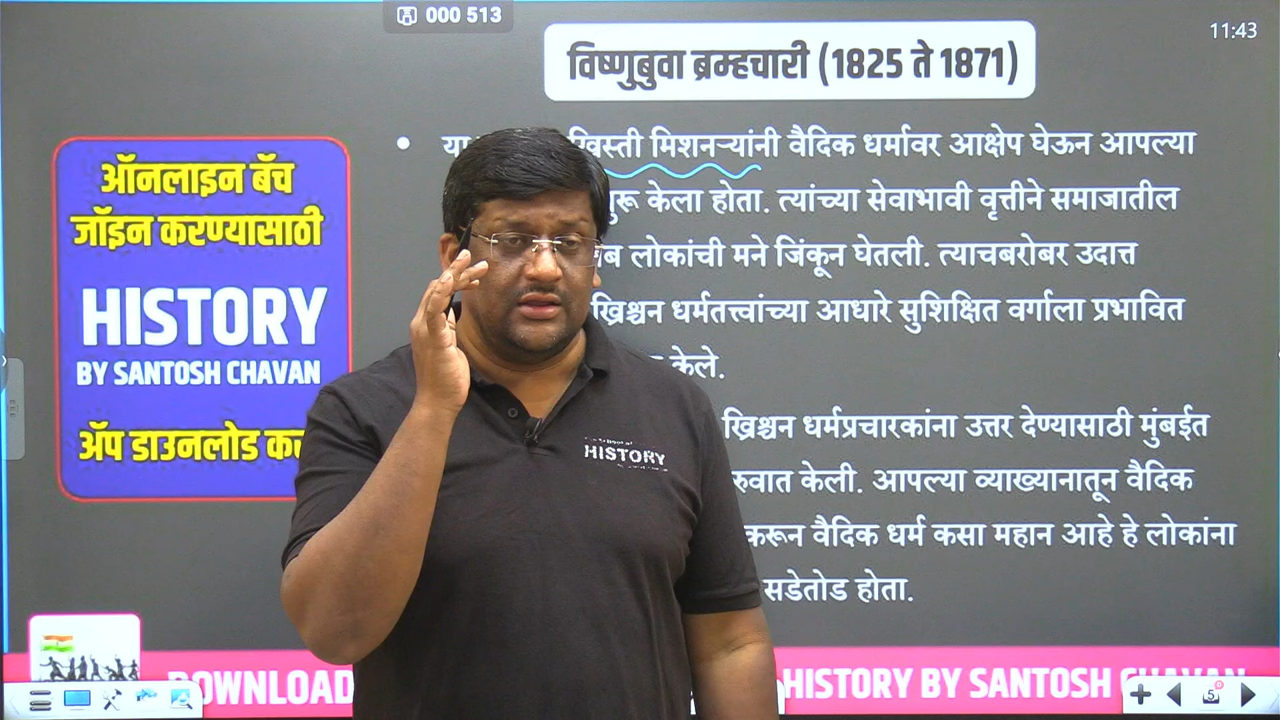 000 513
11:43
विष्णुबुवा ब्रम्हचारी (1825 ते 1871)
ऑनलाइन बॅच
जॉइन करण्यासाठी
HISTORY
BY SANTOSH CHAVAN
ॲप डाउनलोड
मिशनऱ्यांनी वैदिक धर्मावर आक्षेप घेऊन आपल्या
केला होता. त्यांच्या सेवाभावी वृत्तीने समाजातील
लोकांची मने जिंकून घेतली. त्याचबरोबर उदात्त
ख्रिश्चन धर्मतत्त्वांच्या आधारे सुशिक्षित वर्गाला प्रभावित
केले.
ख्रिश्चन धर्मप्रचारकांना उत्तर देण्यासाठी मुंबईत
केली. आपल्या व्याख्यानातून वैदिक
करून वैदिक धर्म कसा महान आहे हे लोकांना
सडेतोड होता.
HISTORY
DOWNLOAD
HISTORY BY SANTOSH CHAVAN
5